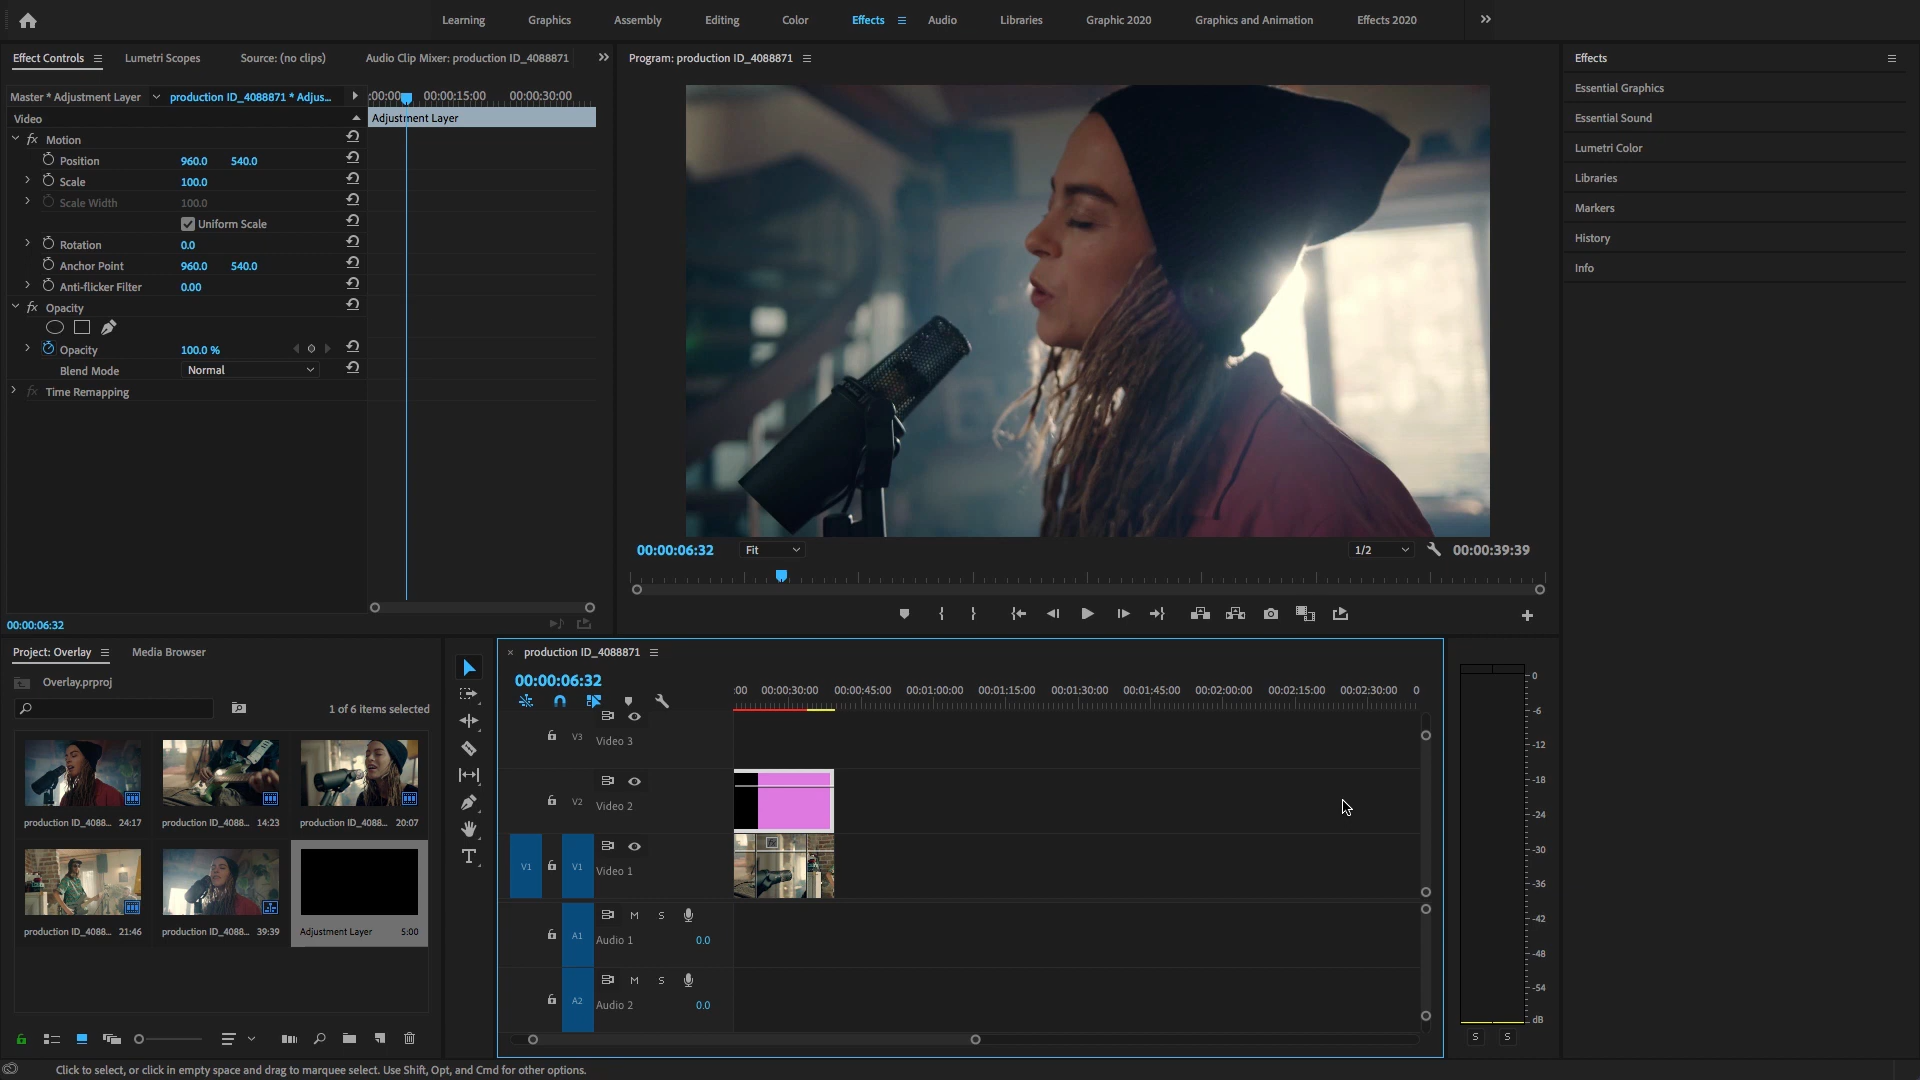 Learning Graphics Assembly Editing Color Effects Audio Libraries Graphic 2020 Graphics and Animation Effects 2020
Effect Controls Lumetri Scopes Source: (no clips) Audio Clip Mixer: production ID_4088871
Master * Adjustment Layer production ID_4088871 * Adjus...
:00:00 00:00:15:00 00:00:30:00
Video
Adjustment Layer
Motion
Position 960.0 540.0
Scale 100.0
Scale Width 100.0
Uniform Scale
Rotation 0.0
Anchor Point 960.0 540.0
Anti-flicker Filter 0.00
Opacity
Opacity 100.0 %
Blend Mode Normal
Time Remapping
00:00:06:32
Program: production ID_4088871
00:00:06:32 Fit 1/2 00:00:39:39
Effects
Essential Graphics
Essential Sound
Lumetri Color
Libraries
Markers
History
Info
Project: Overlay Media Browser
Overlay.prproj
1 of 6 items selected
production ID_4088... 24:17 production ID_4088... 14:23 production ID_4088... 20:07
production ID_4088... 21:46 production ID_4088... 39:39 Adjustment Layer 5:00
production ID_4088871
00:00:06:32
:00 00:00:30:00 00:00:45:00 00:01:00:00 00:01:15:00 00:01:30:00 00:01:45:00 00:02:00:00 00:02:15:00 00:02:30:00 0
V3 Video 3
V2 Video 2
V1 V1 Video 1
M S
A1 Audio 1 0.0
M S
A2 Audio 2 0.0
0
-6
-12
-18
-24
-30
-36
-42
-48
-54
dB
S S
Click to select, or click in empty space and drag to marquee select. Use Shift, Opt, and Cmd for other options.